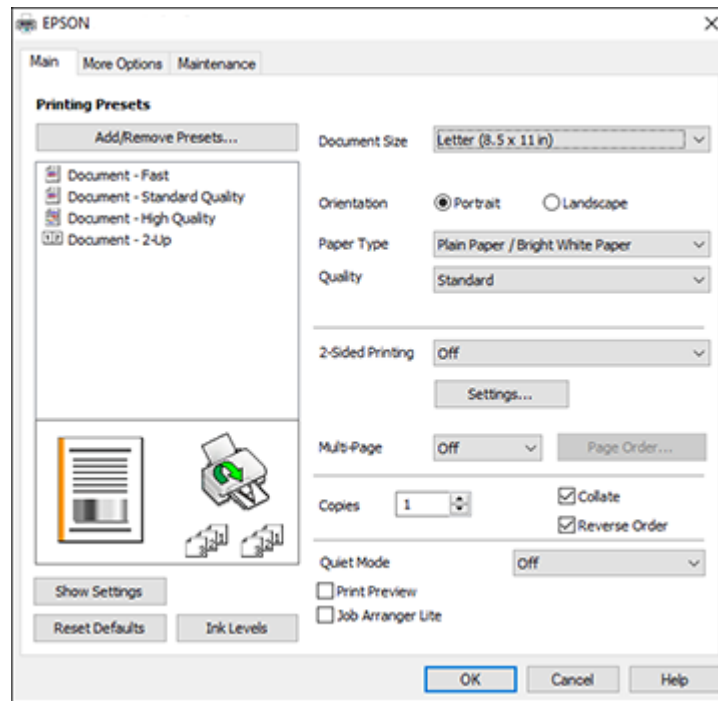 EPSON
Main More Options Maintenance
Printing Presets
Add/Remove Presets...
Document - Fast
Document - Standard Quality
Document - High Quality
Document - 2-Up
Show Settings
Reset Defaults Ink Levels
Document Size Letter (8.5 x 11 in)
Orientation Portrait Landscape
Paper Type Plain Paper / Bright White Paper
Quality Standard
2-Sided Printing Off
Settings...
Multi-Page Off Page Order...
Copies 1 Collate
Reverse Order
Quiet Mode Off
Print Preview
Job Arranger Lite
OK Cancel Help